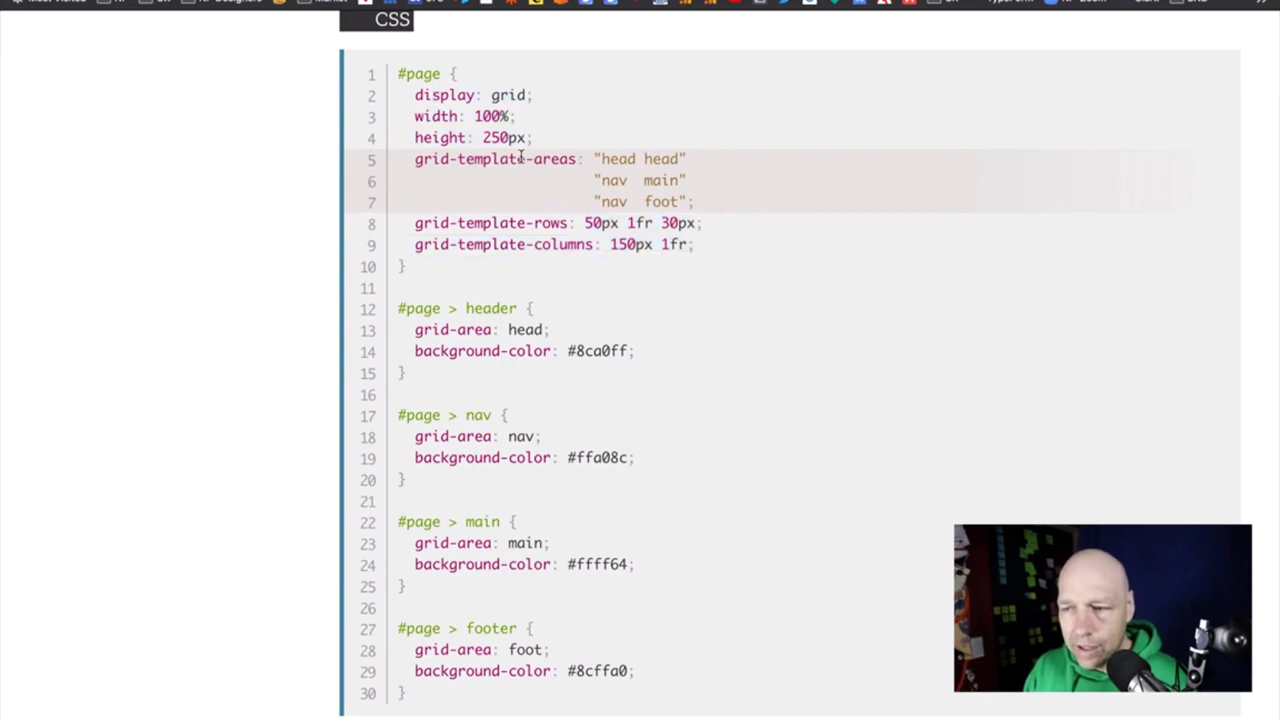 CSS
1 #page {
2 display: grid;
3 width: 100%;
4 height: 250px;
5 grid-template-areas: "head head"
6 "nav  main"
7 "nav  foot";
8 grid-template-rows: 50px 1fr 30px;
9 grid-template-columns: 150px 1fr;
10 }
11
12 #page > header {
13 grid-area: head;
14 background-color: #8ca0ff;
15 }
16
17 #page > nav {
18 grid-area: nav;
19 background-color: #ffa08c;
20 }
21
22 #page > main {
23 grid-area: main;
24 background-color: #ffff64;
25 }
26
27 #page > footer {
28 grid-area: foot;
29 background-color: #8cffa0;
30 }